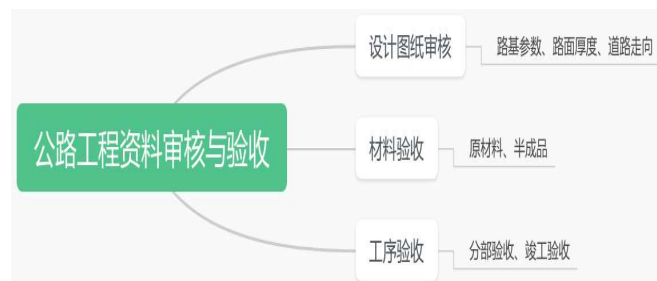 设计图纸审核
路基参数、路面厚度、道路走向
公路工程资料审核与验收
材料验收
原材料、半成品
工序验收
分部验收、竣工验收